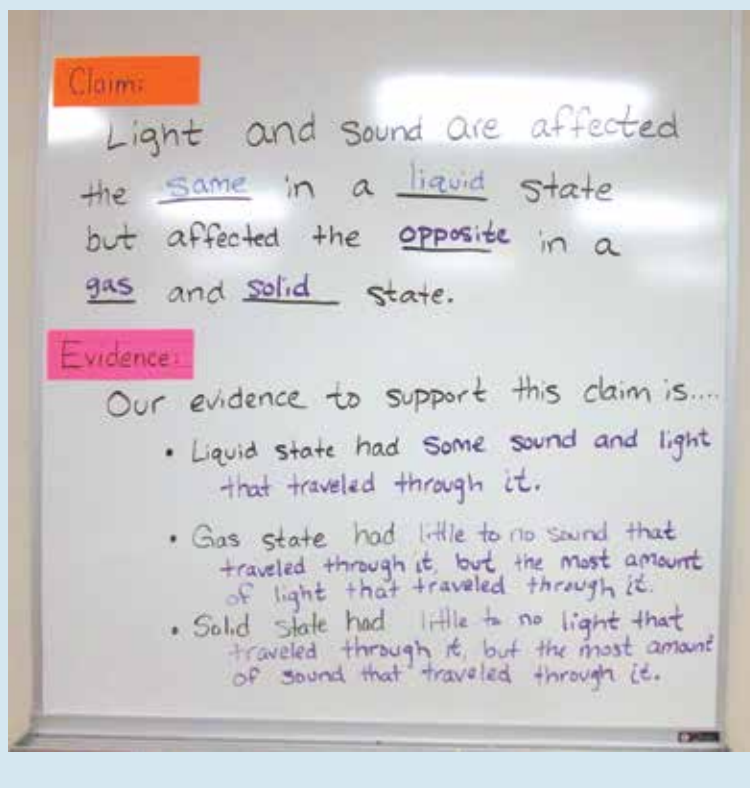 Claim:
Light and sound are affected
the same in a liquid state
but affected the opposite in a
gas and solid state.
Evidence:
Our evidence to support this claim is....
• Liquid state had some sound and light
that traveled through it.
• Gas state had little to no sound that
traveled through it, but the most amount
of light that traveled through it.
• Solid state had little to no light that
traveled through it, but the most amount
of sound that traveled through it.